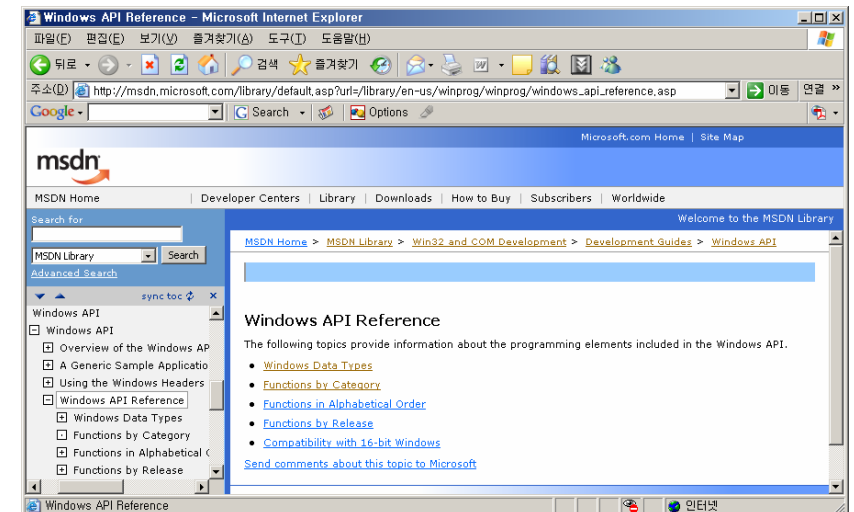 Windows API Reference - Microsoft Internet Explorer
파일(F) 편집(E) 보기(V) 즐겨찾기(A) 도구(T) 도움말(H)
뒤로 검색 즐겨찾기
주소(D) http://msdn.microsoft.com/library/default.asp?url=/library/en-us/winprog/winprog/windows_api_reference.asp 이동 연결 »
Google Search Options
Microsoft.com Home | Site Map
msdn
MSDN Home | Developer Centers | Library | Downloads | How to Buy | Subscribers | Worldwide
Search for
Welcome to the MSDN Library
MSDN Library Search
Advanced Search
MSDN Home > MSDN Library > Win32 and COM Development > Development Guides > Windows API
sync toc
Windows API
Windows API
Overview of the Windows AP
A Generic Sample Applicatio
Using the Windows Headers
Windows API Reference
Windows Data Types
Functions by Category
Functions in Alphabetical
Functions by Release
Windows API Reference
The following topics provide information about the programming elements included in the Windows API.
• Windows Data Types
• Functions by Category
• Functions in Alphabetical Order
• Functions by Release
• Compatibility with 16-bit Windows
Send comments about this topic to Microsoft
Windows API Reference 인터넷